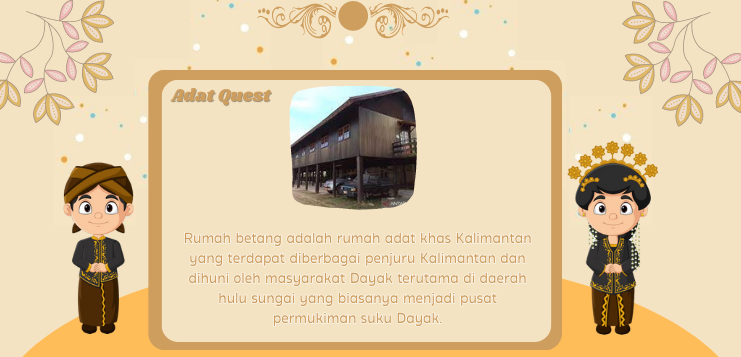 Adat Quest
Rumah betang adalah rumah adat khas Kalimantan
yang terdapat diberbagai penjuru Kalimantan dan
dihuni oleh masyarakat Dayak terutama di daerah
hulu sungai yang biasanya menjadi pusat
permukiman suku Dayak.